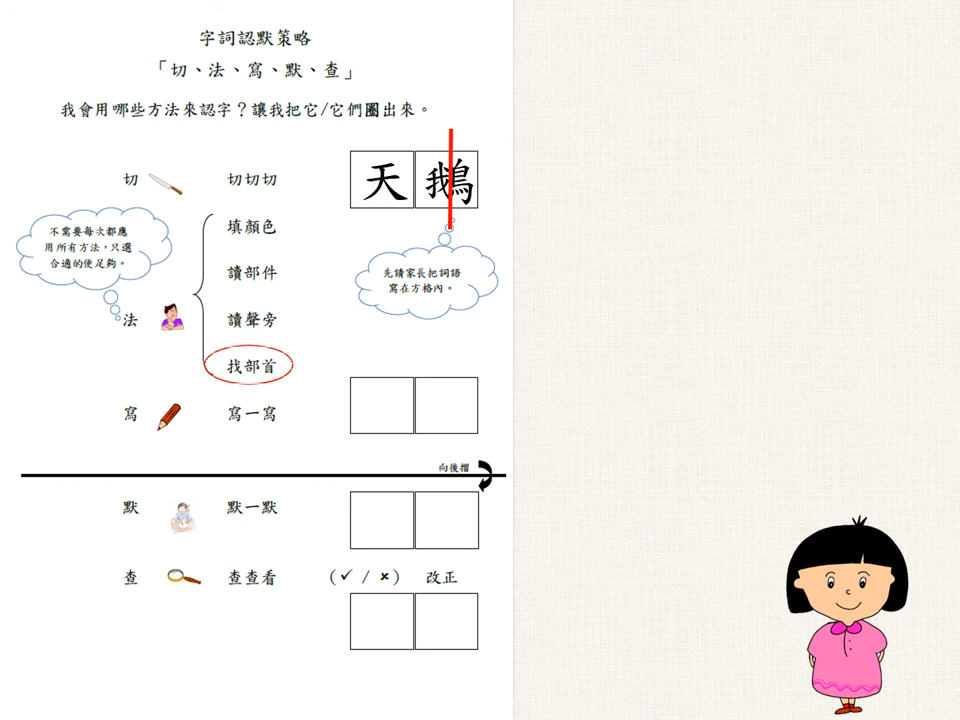 字詞認默策略
「切、法、寫、默、查」
我會用哪些方法來認字？讓我把它/它們圈出來。
切
切切切
天鵝
填顏色
不需要每次都應
用所有方法，只選
合適的便足夠。
讀部件
先請家長把詞語
寫在方格內。
法
讀聲旁
找部首
寫
寫一寫
向後摺
默
默一默
查
查查看
(✓ / ✗) 改正